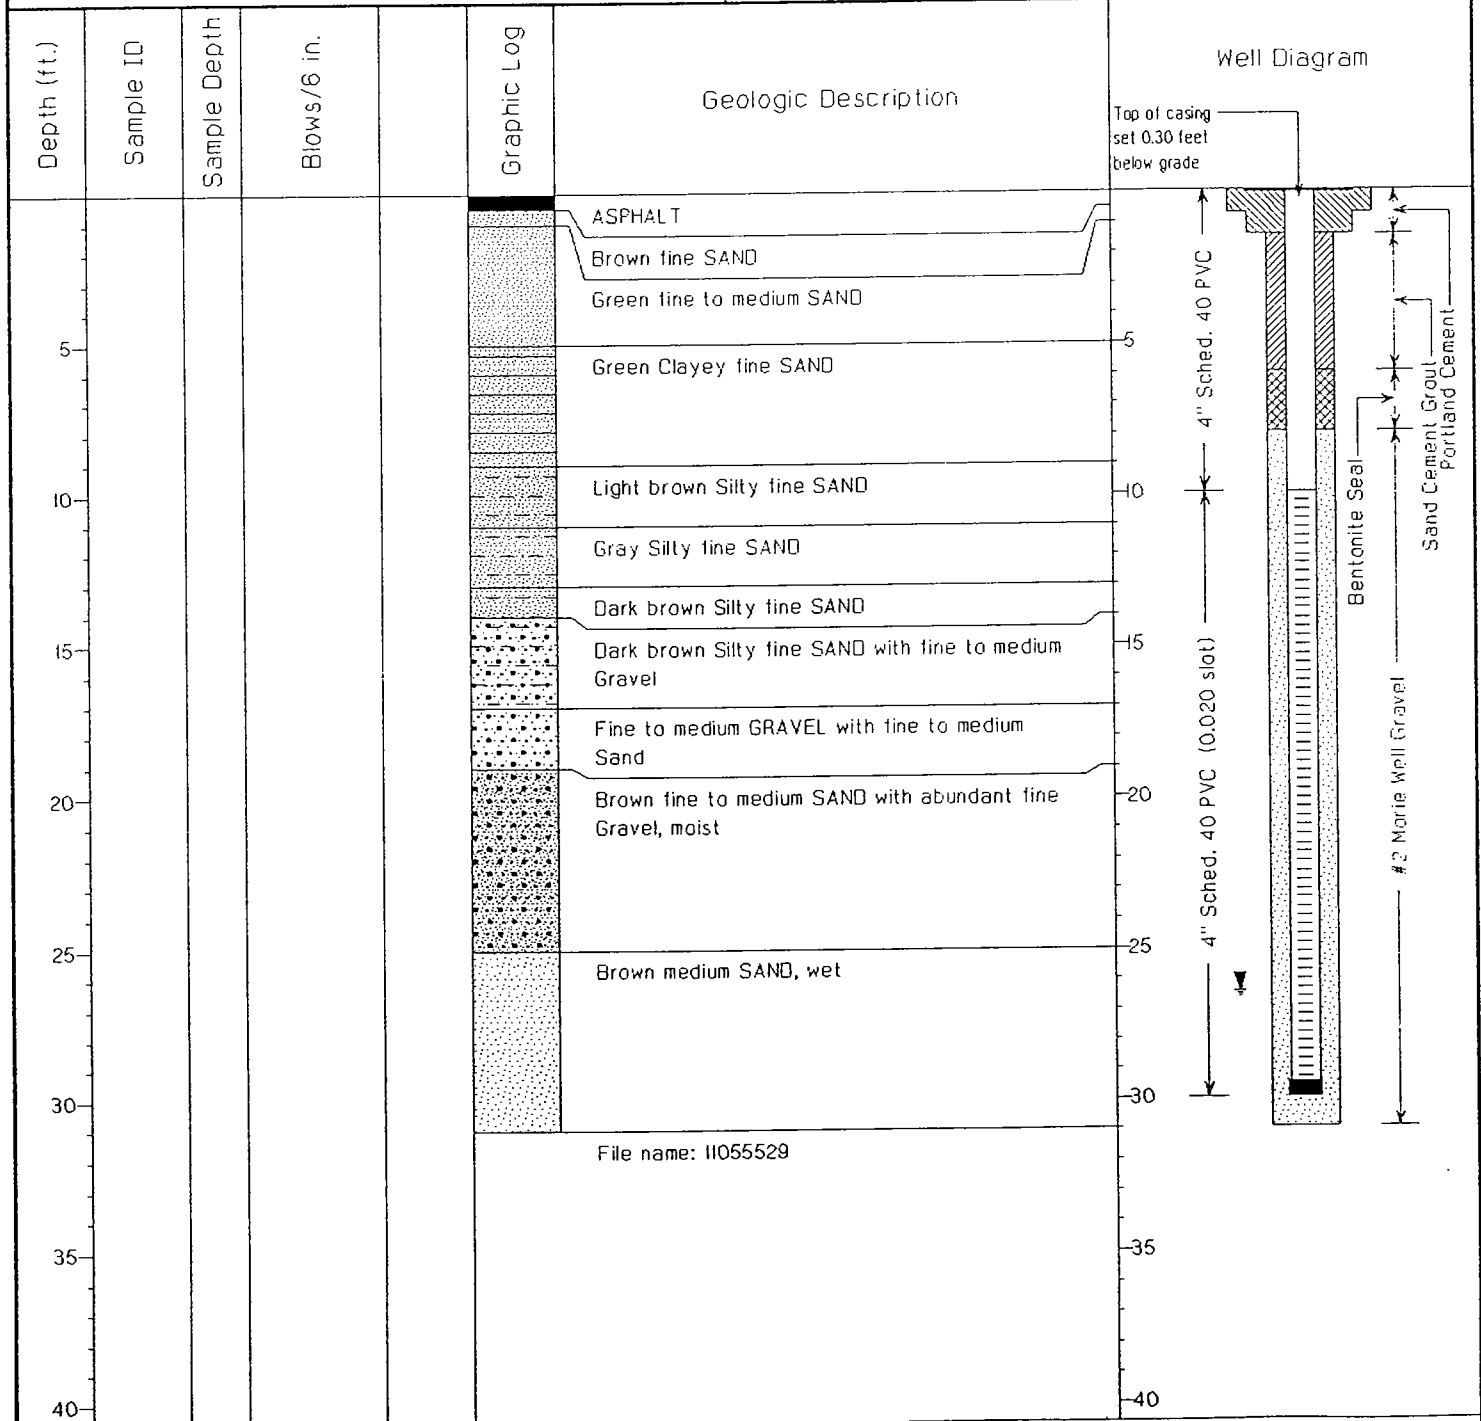 Depth (ft.)
Sample ID
Sample Depth
Blows/6 in.
Graphic Log
Geologic Description
Well Diagram
Top of casing
set 0.30 feet
below grade
ASPHALT
Brown fine SAND
Green fine to medium SAND
Green Clayey fine SAND
Light brown Silty fine SAND
Gray Silty fine SAND
Dark brown Silty fine SAND
Dark brown Silty fine SAND with fine to medium
Gravel
Fine to medium GRAVEL with fine to medium
Sand
Brown fine to medium SAND with abundant fine
Gravel, moist
Brown medium SAND, wet
File name: 11055529
5
10
15
20
25
30
35
40
5
10
15
20
25
30
35
40
4" Sched. 40 PVC
4" Sched. 40 PVC (0.020 slot)
Bentonite Seal
#2 Morie Well Gravel
Sand Cement Grout
Portland Cement